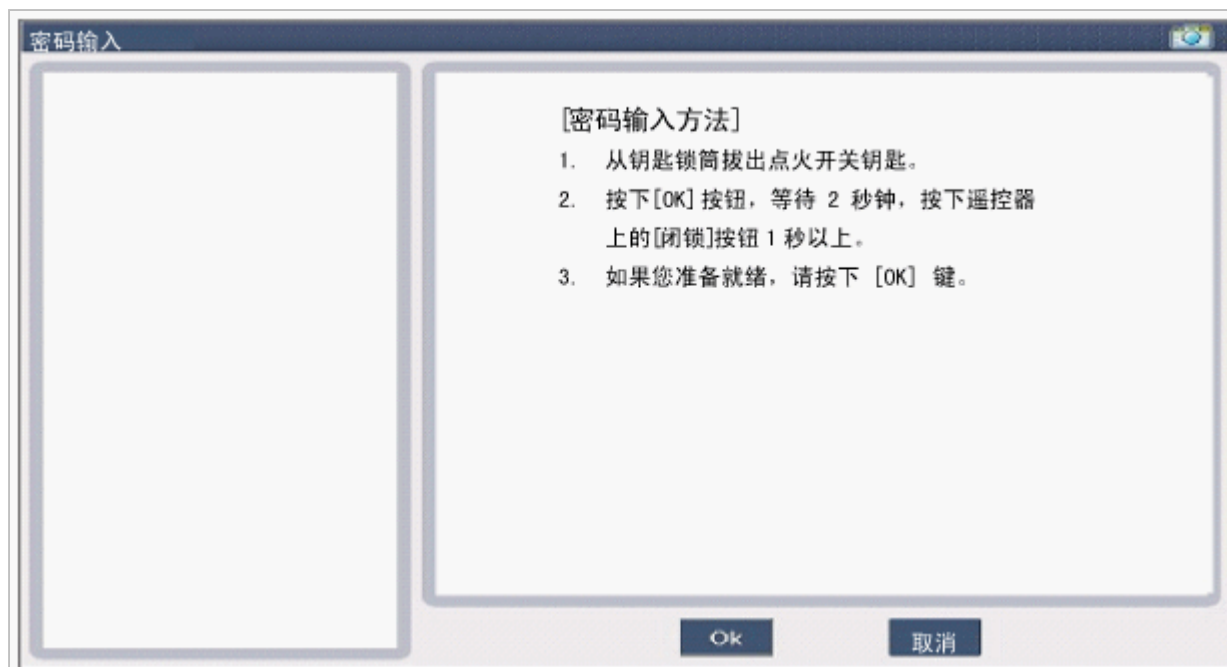 密码输入
[密码输入方法]
1. 从钥匙锁筒拔出点火开关钥匙。
2. 按下[OK]按钮，等待 2 秒钟，按下遥控器
上的[闭锁]按钮 1 秒以上。
3. 如果您准备就绪，请按下 [OK] 键。
Ok
取消